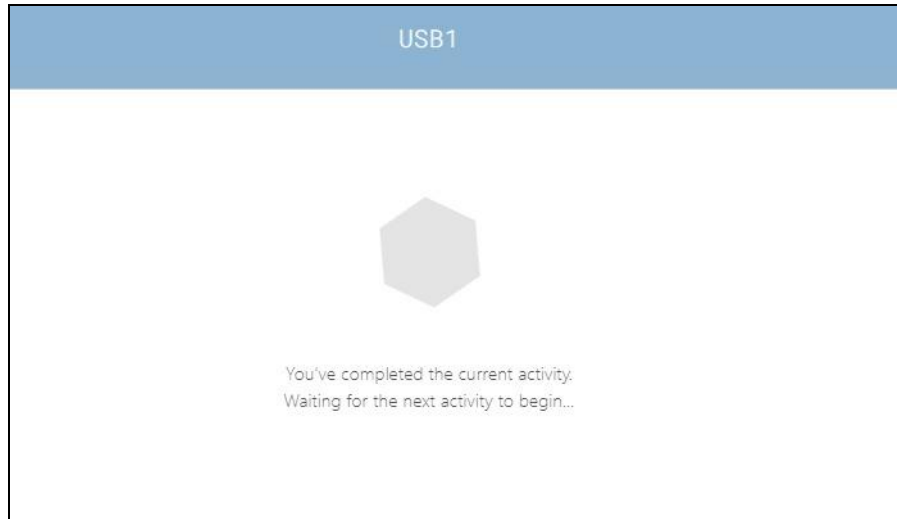 USB1
You've completed the current activity.
Waiting for the next activity to begin...